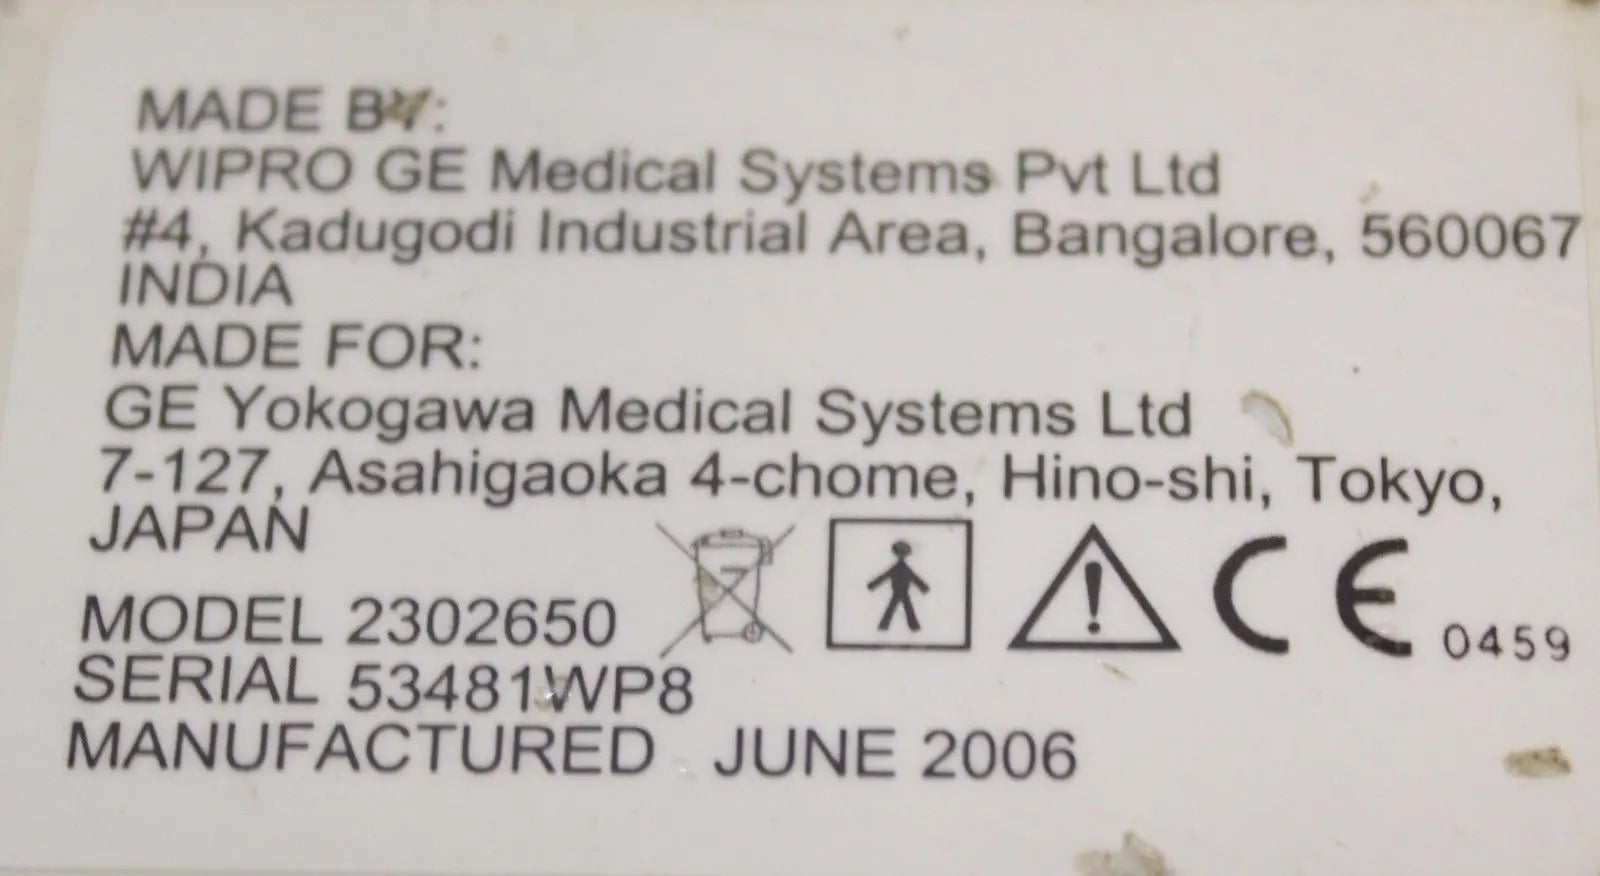 MADE BY:
WIPRO GE Medical Systems Pvt Ltd
#4, Kadugodi Industrial Area, Bangalore, 560067
INDIA
MADE FOR:
GE Yokogawa Medical Systems Ltd
7-127, Asahigaoka 4-chome, Hino-shi, Tokyo,
JAPAN
MODEL 2302650
CE 0459
SERIAL 53481WP8
MANUFACTURED JUNE 2006